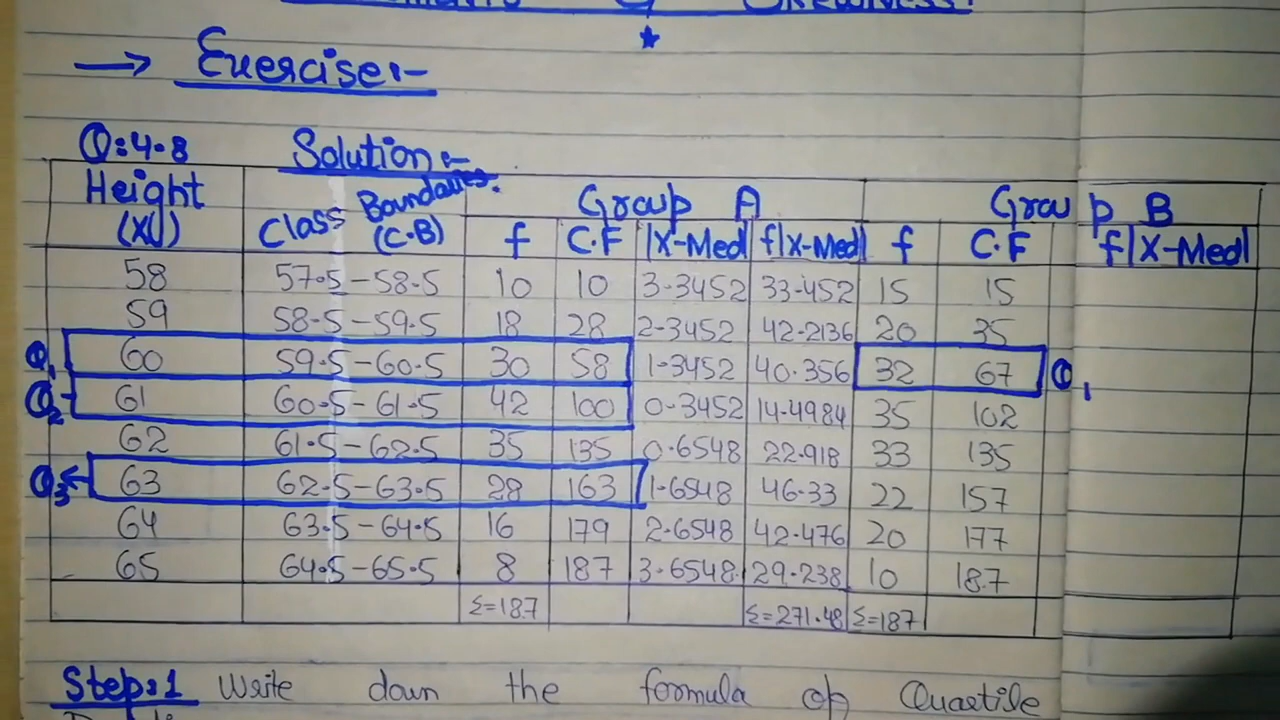 → Exercise:-
Q:4.8 Solution:-
Height (X) Class Boundaries (C.B) Group A Group B
f C.F |X-Med| f|X-Med| f C.F f|X-Med|
58 57.5-58.5 10 10 3.3452 33.452 15 15
59 58.5-59.5 18 28 2.3452 42.2136 20 35
Q1 60 59.5-60.5 30 58 1.3452 40.356 32 67 Q1
Q2 61 60.5-61.5 42 100 0.3452 14.4984 35 102
62 61.5-62.5 35 135 0.6548 22.918 33 135
Q3 63 62.5-63.5 28 163 1.6548 46.33 22 157
64 63.5-64.5 16 179 2.6548 42.476 20 177
65 64.5-65.5 8 187 3.6548 29.238 10 187
Σ=187 Σ=271.48 Σ=187
Step:1 Write down the formula of Quartile